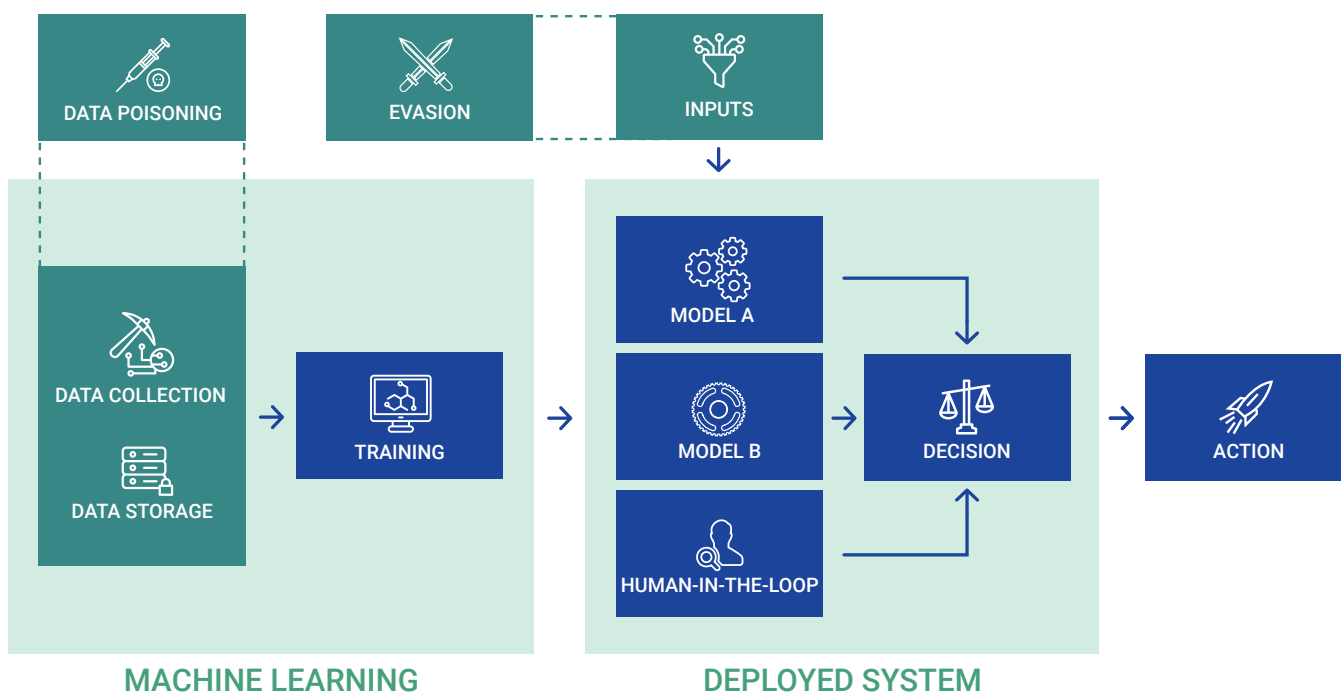 DATA POISONING
EVASION
INPUTS
DATA COLLECTION
DATA STORAGE
TRAINING
MODEL A
MODEL B
HUMAN-IN-THE-LOOP
DECISION
ACTION
MACHINE LEARNING
DEPLOYED SYSTEM